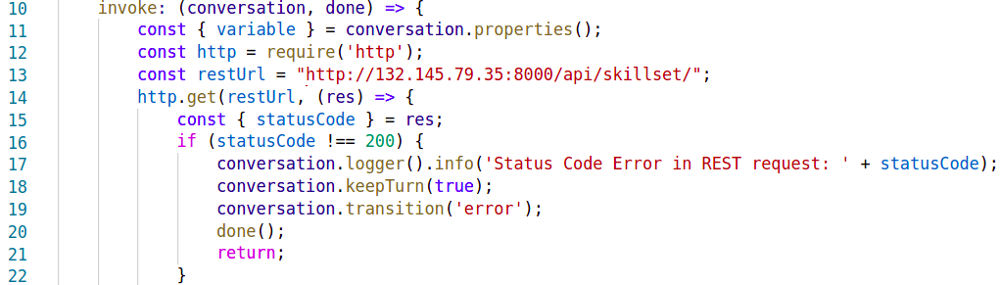 10 invoke: (conversation, done) => {
11 const { variable } = conversation.properties();
12 const http = require('http');
13 const restUrl = "http://132.145.79.35:8000/api/skillset/";
14 http.get(restUrl, (res) => {
15 const { statusCode } = res;
16 if (statusCode !== 200) {
17 conversation.logger().info('Status Code Error in REST request: ' + statusCode);
18 conversation.keepTurn(true);
19 conversation.transition('error');
20 done();
21 return;
22 }